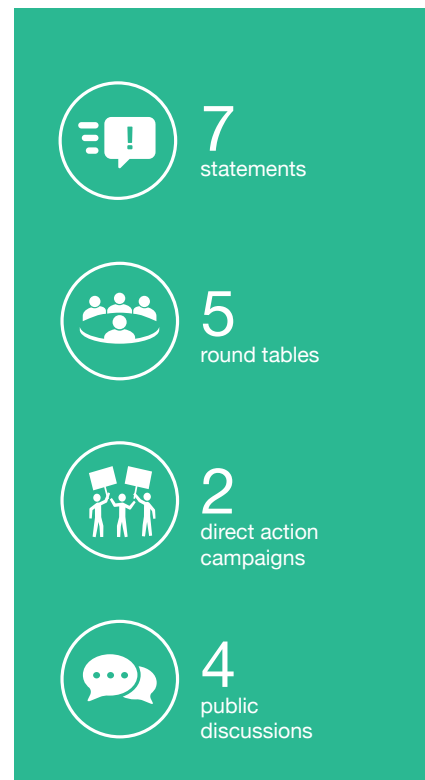 !
7
statements
5
round tables
2
direct action
campaigns
4
public
discussions